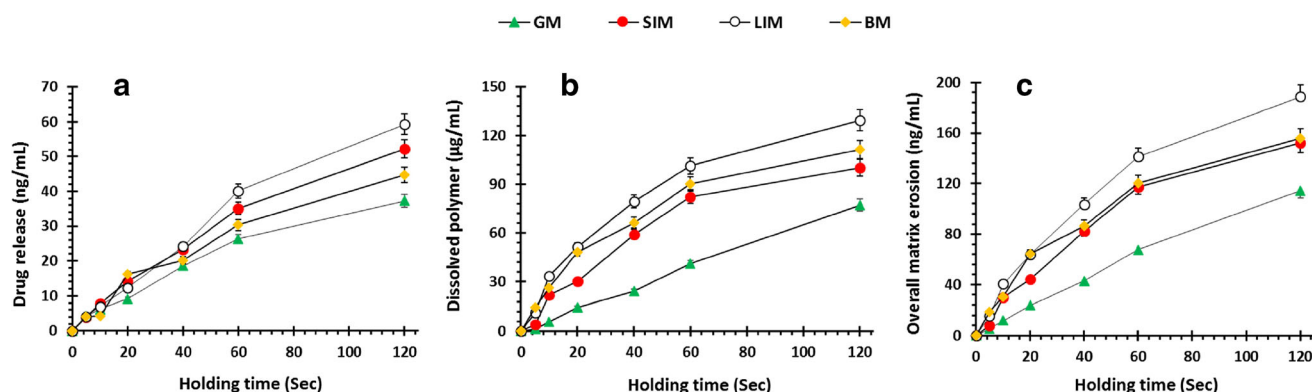 GM SIM LIM BM
a
Drug release (ng/mL)
70
60
50
40
30
20
10
0
0 20 40 60 80 100 120
Holding time (Sec)
b
Dissolved polymer (µg/mL)
150
120
90
60
30
0
0 20 40 60 80 100 120
Holding time (Sec)
c
Overall matrix erosion (ng/mL)
200
160
120
80
40
0
0 20 40 60 80 100 120
Holding time (Sec)